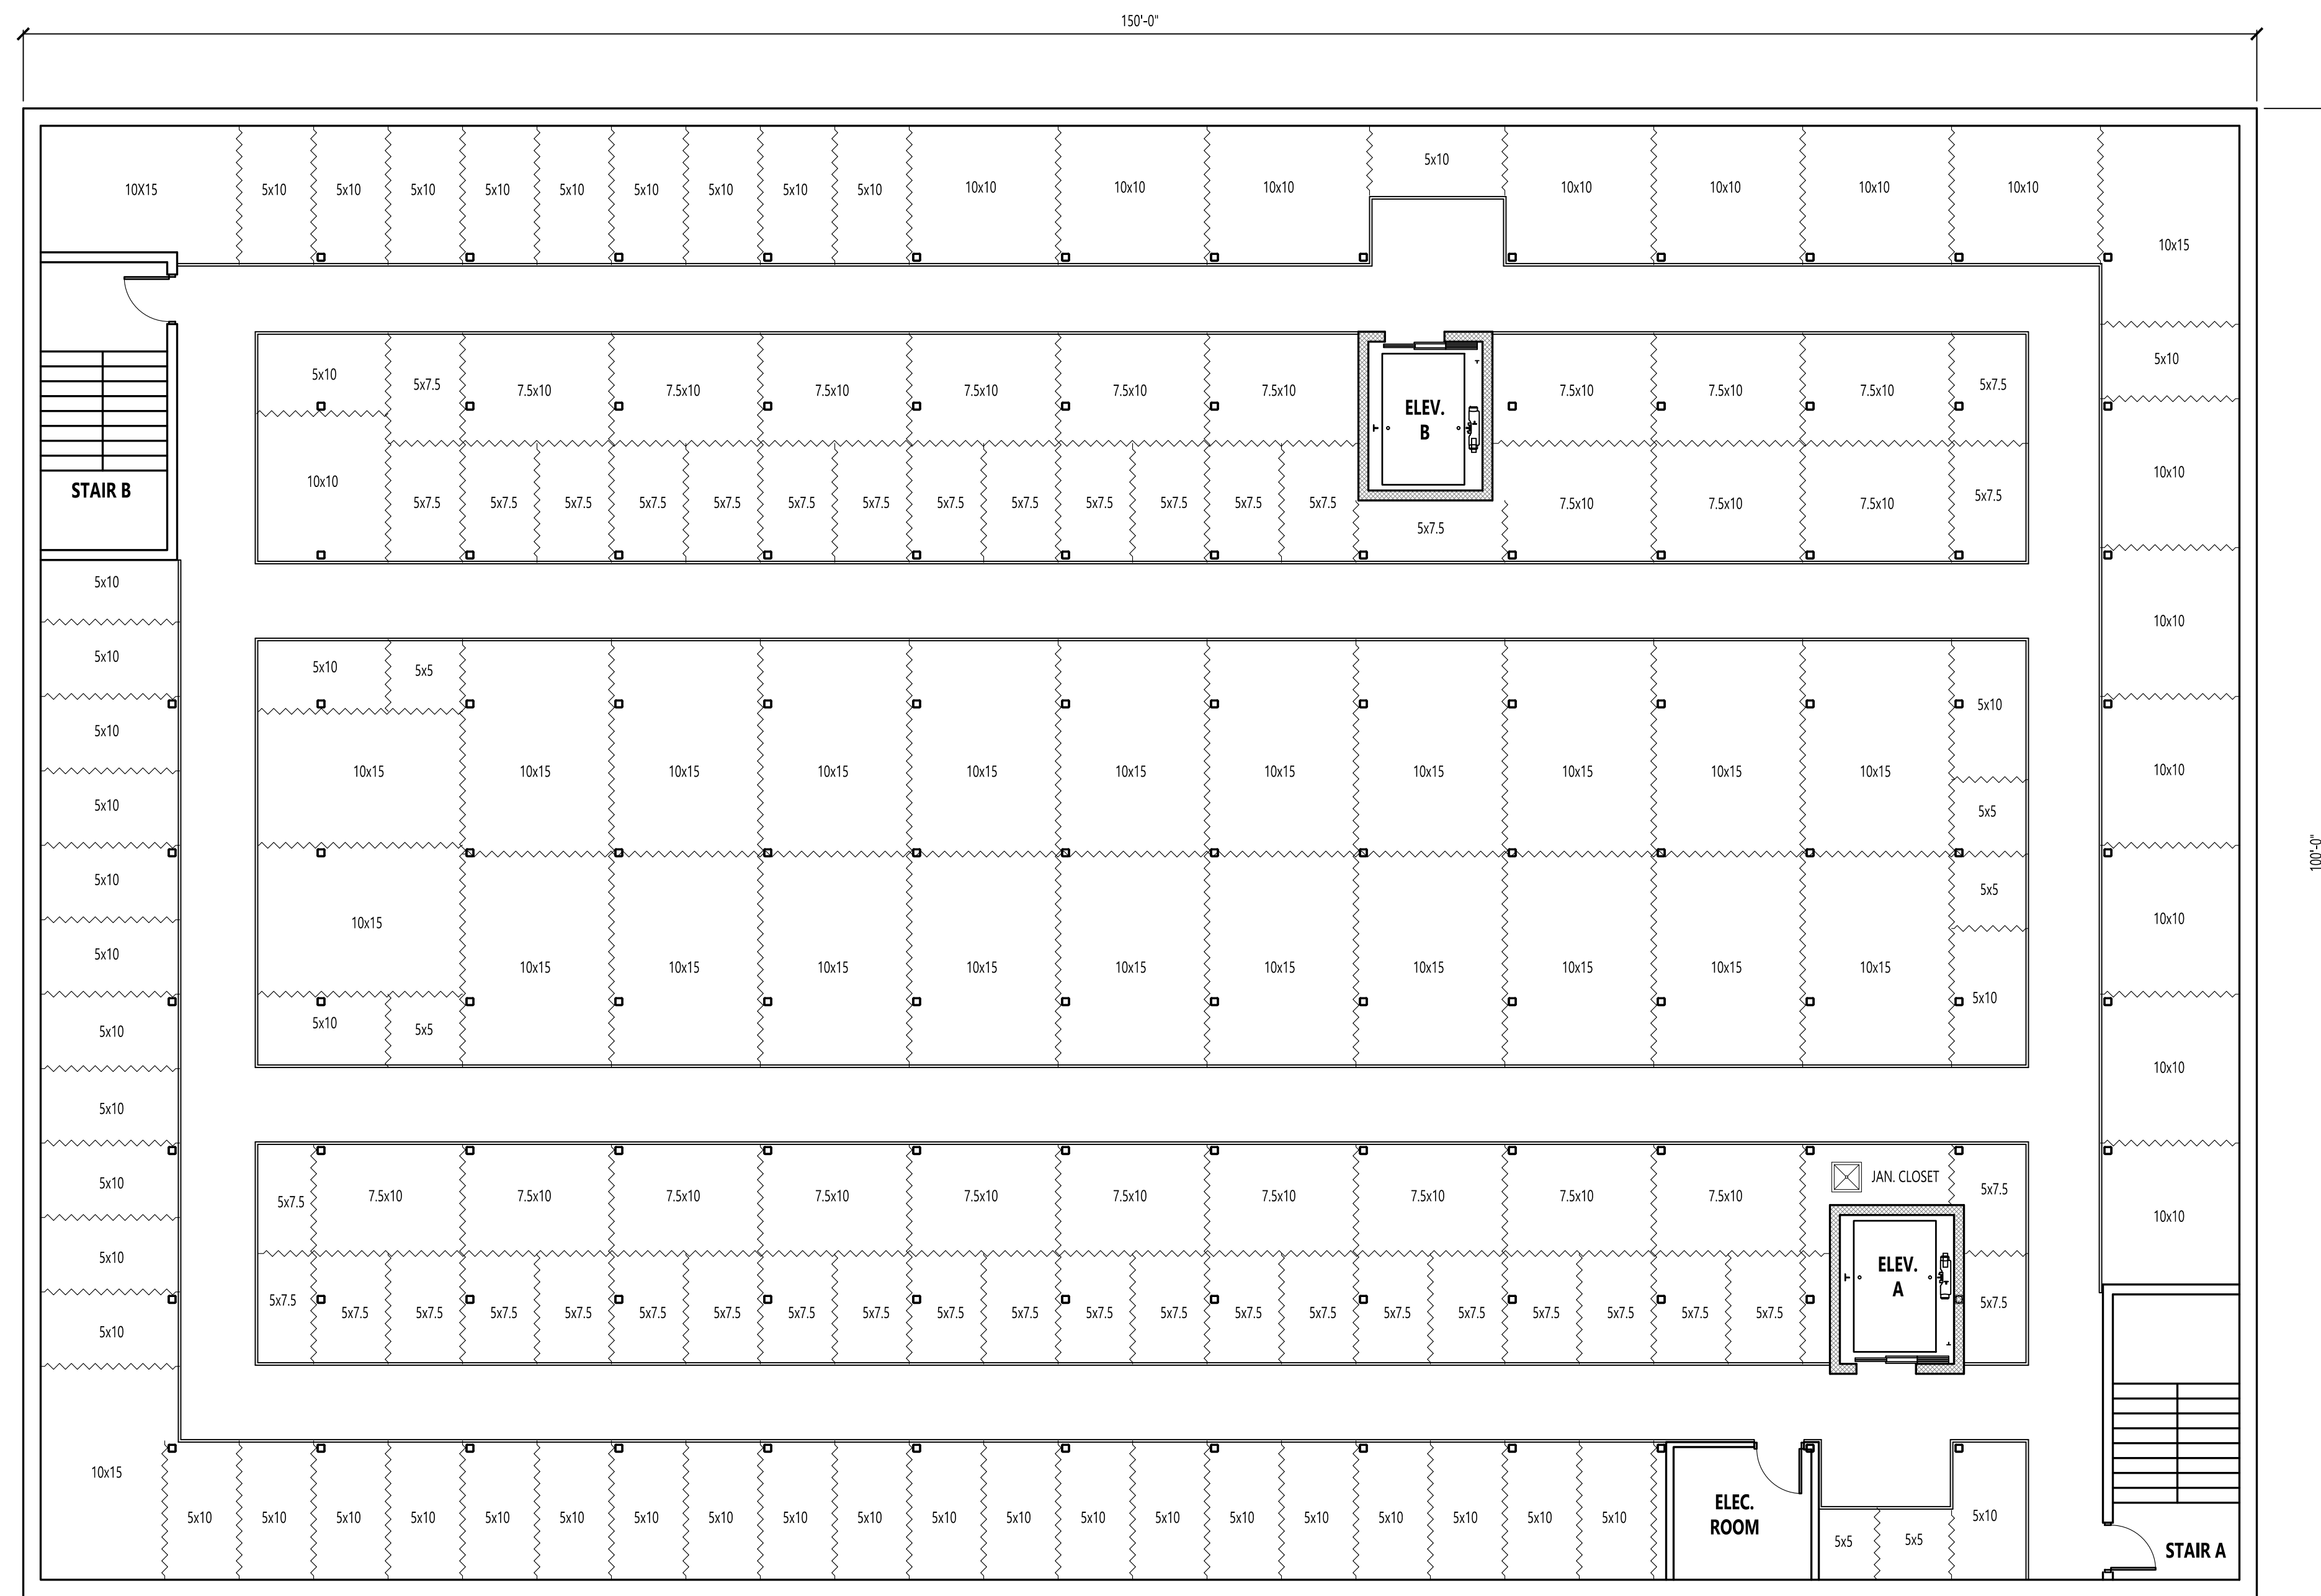 150'-0"
5x10
10X15 5x10 5x10 5x10 5x10 5x10 5x10 5x10 5x10 5x10 10x10 10x10 10x10 10x10 10x10 10x10 10x10
10x15
5x10
5x10 5x7.5 7.5x10 7.5x10 7.5x10 7.5x10 7.5x10 7.5x10 7.5x10 7.5x10 7.5x10 5x7.5
ELEV.
B
10x10
10x10
STAIR B
5x7.5 5x7.5 5x7.5 5x7.5 5x7.5 5x7.5 5x7.5 5x7.5 5x7.5 5x7.5 5x7.5 5x7.5 5x7.5 7.5x10 7.5x10 7.5x10 5x7.5
5x7.5
5x10
10x10
5x10
5x10 5x5
5x10
5x10
10x10
10x15 10x15 10x15 10x15 10x15 10x15 10x15 10x15 10x15 10x15 10x15
5x10
5x5
100'-0"
5x10
5x5
10x15
10x10
5x10
10x15 10x15 10x15 10x15 10x15 10x15 10x15 10x15 10x15 10x15
5x10
5x10
5x10 5x5
10x10
5x10
JAN. CLOSET
5x10
5x7.5 7.5x10 7.5x10 7.5x10 7.5x10 7.5x10 7.5x10 7.5x10 7.5x10 7.5x10 7.5x10 5x7.5
10x10
5x10
ELEV.
A
5x7.5 5x7.5 5x7.5 5x7.5 5x7.5 5x7.5 5x7.5 5x7.5 5x7.5 5x7.5 5x7.5 5x7.5 5x7.5 5x7.5 5x7.5 5x7.5 5x7.5 5x7.5 5x7.5 5x7.5 5x7.5 5x7.5
5x10
10x15
ELEC.
ROOM
5x10 5x10 5x10 5x10 5x10 5x10 5x10 5x10 5x10 5x10 5x10 5x10 5x10 5x10 5x10 5x10 5x10 5x10 5x10 5x10
5x5 5x5 5x10
STAIR A